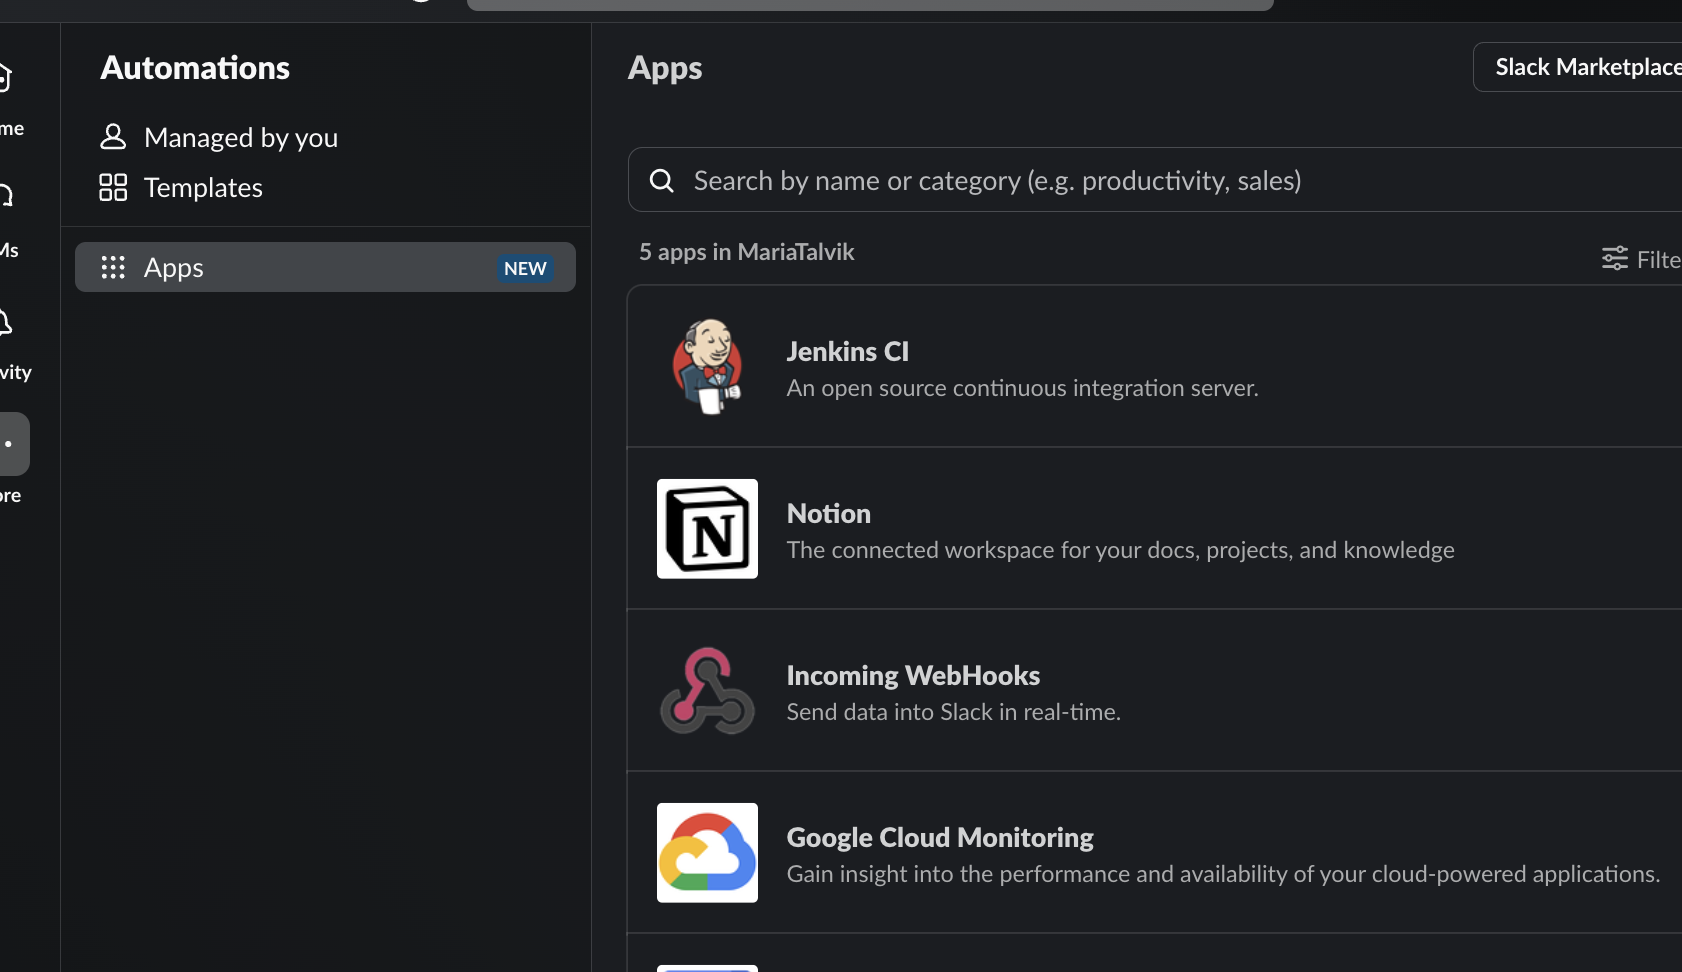 me
Ms
vity
ore
Automations
Managed by you
Templates
Apps
NEW
Apps
Slack Marketplace
Search by name or category (e.g. productivity, sales)
5 apps in MariaTalvik
Filte
Jenkins CI
An open source continuous integration server.
N
Notion
The connected workspace for your docs, projects, and knowledge
Incoming WebHooks
Send data into Slack in real-time.
Google Cloud Monitoring
Gain insight into the performance and availability of your cloud-powered applications.